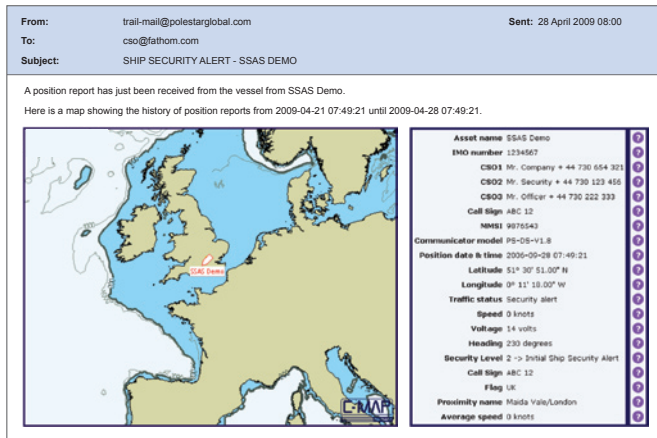 From: trail-mail@polestarglobal.com Sent: 28 April 2009 08:00
To: cso@fathom.com
Subject: SHIP SECURITY ALERT - SSAS DEMO
A position report has just been received from the vessel from SSAS Demo.
Here is a map showing the history of position reports from 2009-04-21 07:49:21 until 2009-04-28 07:49:21.
SSAS Demo
C-MAP
Asset name SSAS Demo ?
IMO number 1234567 ?
CSO1 Mr. Company + 44 730 654 321 ?
CSO2 Mr. Security + 44 730 123 456 ?
CSO3 Mr. Officer + 44 730 222 333 ?
Call Sign ABC 12 ?
MMSI 9876543 ?
Communicator model PS-DS-V1.8 ?
Position date & time 2006-09-28 07:49:21 ?
Latitude 51° 30' 51.00" N ?
Longitude 0° 11' 18.00" W ?
Traffic status Security alert ?
Speed 0 knots ?
Voltage 14 volts ?
Heading 230 degrees ?
Security Level 2 -> Initial Ship Security Alert ?
Call Sign ABC 12 ?
Flag UK ?
Proximity name Maida Vale/London ?
Average speed 0 knots ?